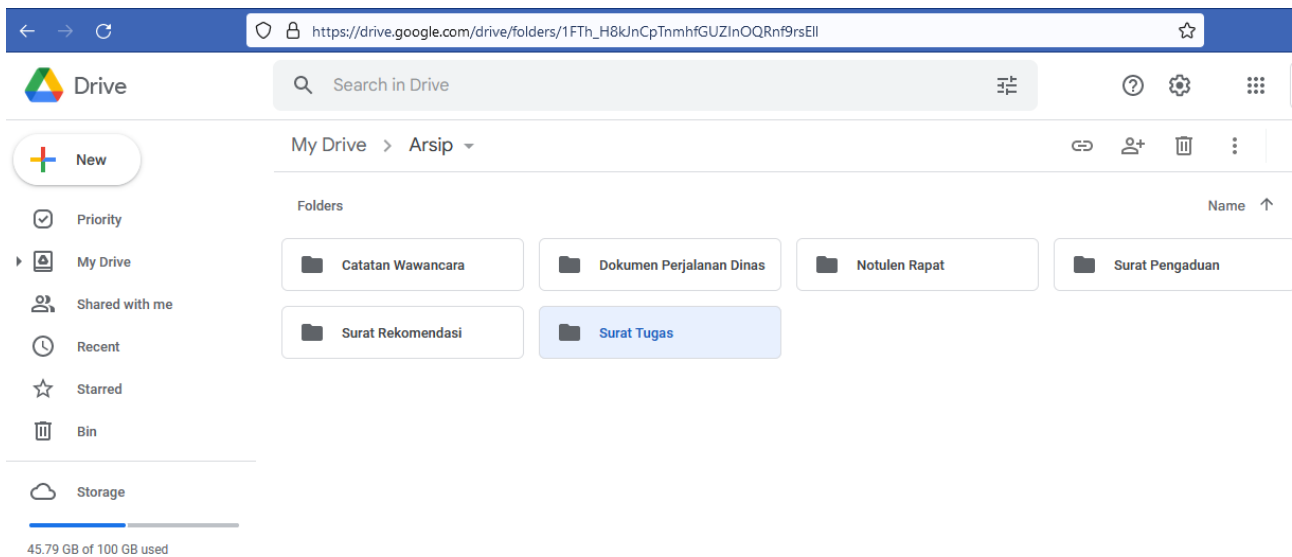 https://drive.google.com/drive/folders/1FTh_H8kJnCpTnmhfGUZInOQRnf9rsEll
Drive
Search in Drive
New
My Drive > Arsip
Priority
My Drive
Shared with me
Recent
Starred
Bin
Storage
45.79 GB of 100 GB used
Folders
Name
Catatan Wawancara
Dokumen Perjalanan Dinas
Notulen Rapat
Surat Pengaduan
Surat Rekomendasi
Surat Tugas